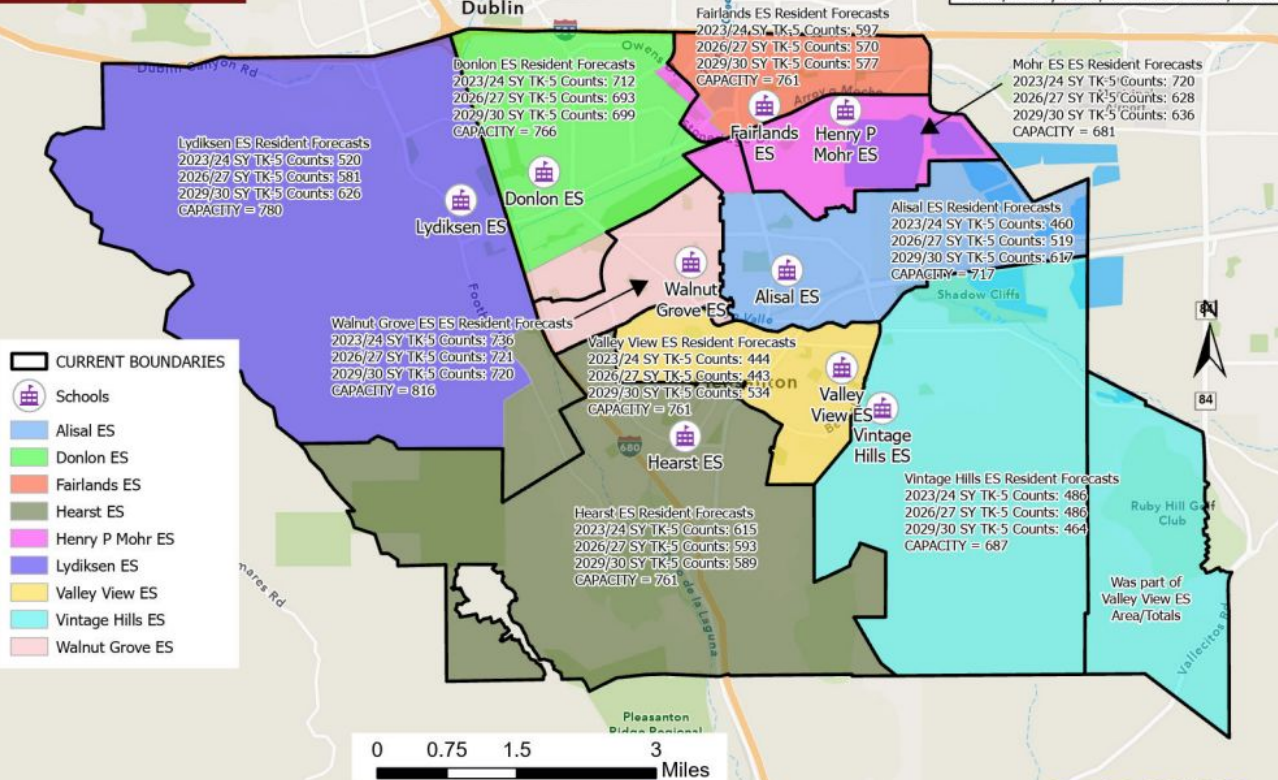 Dublin
Fairlands ES Resident Forecasts
2023/24 SY TK-5 Counts: 597
2026/27 SY TK-5 Counts: 570
2029/30 SY TK-5 Counts: 577
CAPACITY = 761
Donlon ES Resident Forecasts
2023/24 SY TK-5 Counts: 712
2026/27 SY TK-5 Counts: 693
2029/30 SY TK-5 Counts: 699
CAPACITY = 766
Mohr ES ES Resident Forecasts
2023/24 SY TK-5 Counts: 720
2026/27 SY TK-5 Counts: 628
2029/30 SY TK-5 Counts: 636
CAPACITY = 681
Dublin Canyon Rd
Owens
Arroyo Mocho
Lydiksen ES Resident Forecasts
2023/24 SY TK-5 Counts: 520
2026/27 SY TK-5 Counts: 581
2029/30 SY TK-5 Counts: 626
CAPACITY = 780
Fairlands
ES
Henry P
Mohr ES
Donlon ES
Lydiksen ES
Alisal ES Resident Forecasts
2023/24 SY TK-5 Counts: 460
2026/27 SY TK-5 Counts: 519
2029/30 SY TK-5 Counts: 617
CAPACITY = 717
Walnut
Grove ES
Alisal ES
Shadow Cliffs
Valle
Walnut Grove ES ES Resident Forecasts
2023/24 SY TK-5 Counts: 736
2026/27 SY TK-5 Counts: 721
2029/30 SY TK-5 Counts: 720
CAPACITY = 816
Valley View ES Resident Forecasts
2023/24 SY TK-5 Counts: 444
2026/27 SY TK-5 Counts: 443
2029/30 SY TK-5 Counts: 534
CAPACITY = 761
Valley
View ES
Vintage
Hills ES
84
680
Hearst ES
CURRENT BOUNDARIES
Schools
Alisal ES
Donlon ES
Fairlands ES
Hearst ES
Henry P Mohr ES
Lydiksen ES
Valley View ES
Vintage Hills ES
Walnut Grove ES
Vintage Hills ES Resident Forecasts
2023/24 SY TK-5 Counts: 486
2026/27 SY TK-5 Counts: 486
2029/30 SY TK-5 Counts: 464
CAPACITY = 687
Ruby Hill Golf
Club
Hearst ES Resident Forecasts
2023/24 SY TK-5 Counts: 615
2026/27 SY TK-5 Counts: 593
2029/30 SY TK-5 Counts: 589
CAPACITY = 761
Was part of
Valley View ES
Area/Totals
mares Rd
de la Laguna
Vallecitos Rd
Pleasanton
Ridge Regional
0 0.75 1.5 3
Miles